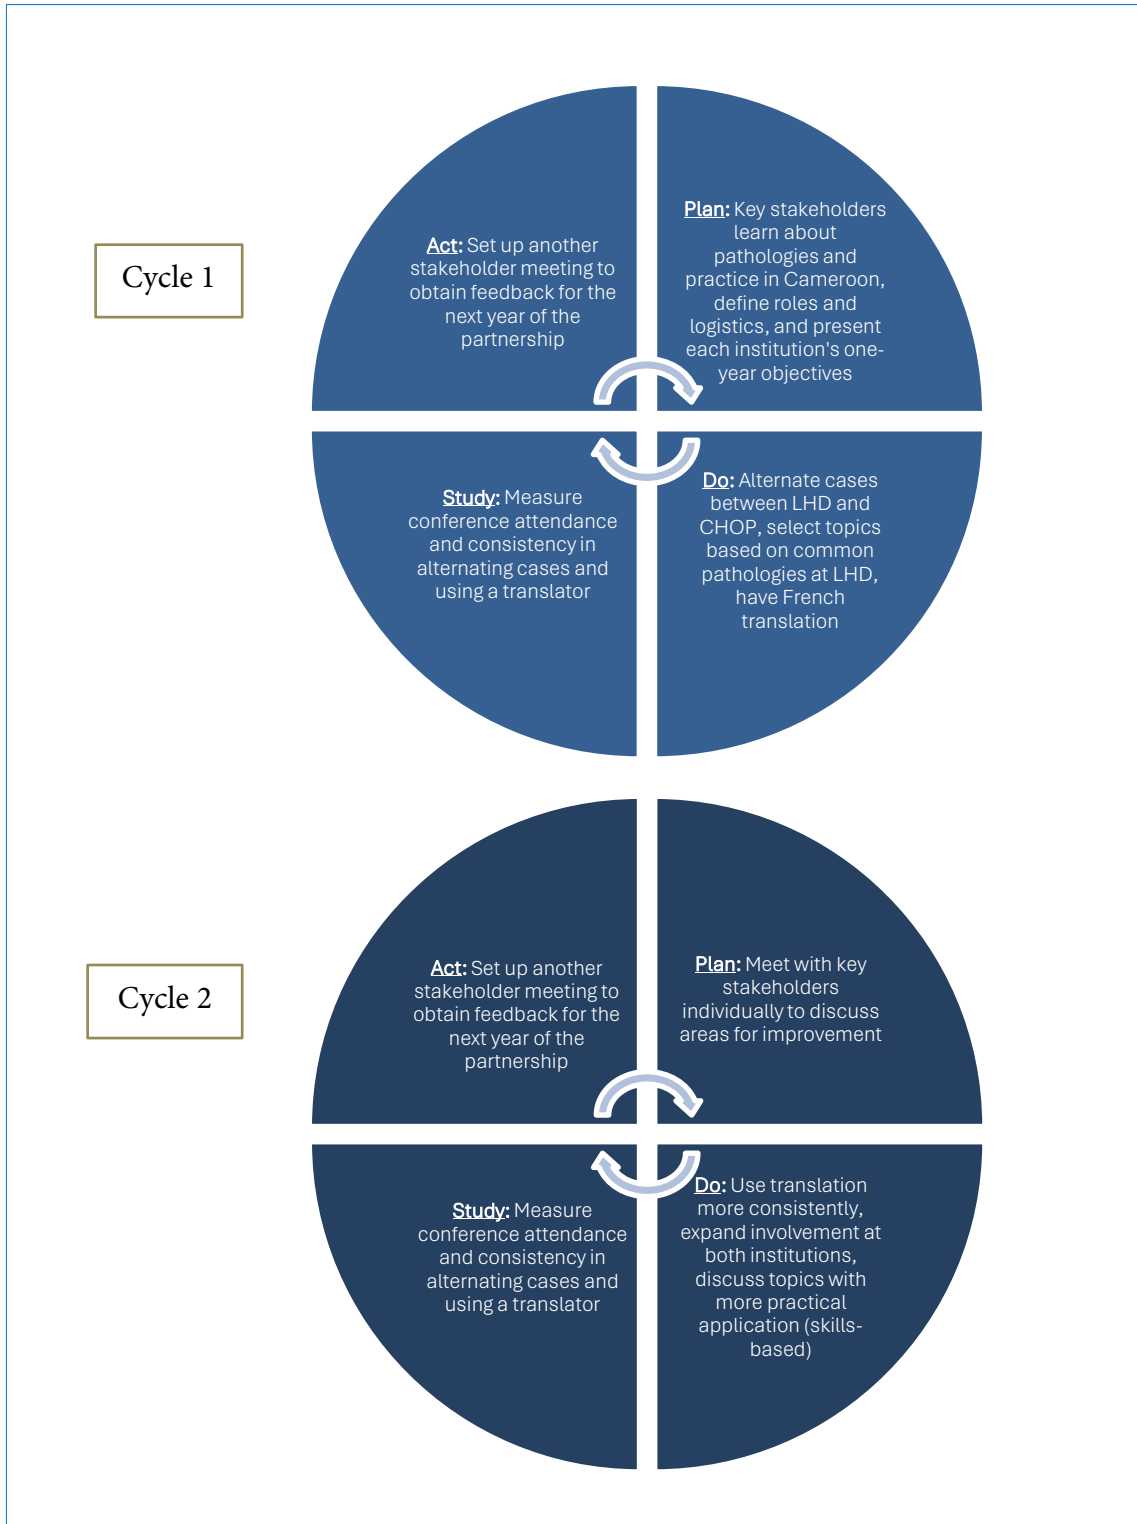 Cycle 1
Act: Set up another
stakeholder meeting to
obtain feedback for the
next year of the
partnership
Plan: Key stakeholders
learn about
pathologies and
practice in Cameroon,
define roles and
logistics, and present
each institution's one-
year objectives
Study: Measure
conference attendance
and consistency in
alternating cases and
using a translator
Do: Alternate cases
between LHD and
CHOP, select topics
based on common
pathologies at LHD,
have French
translation
Cycle 2
Act: Set up another
stakeholder meeting to
obtain feedback for the
next year of the
partnership
Plan: Meet with key
stakeholders
individually to discuss
areas for improvement
Study: Measure
conference attendance
and consistency in
alternating cases and
using a translator
Do: Use translation
more consistently,
expand involvement at
both institutions,
discuss topics with
more practical
application (skills-
based)